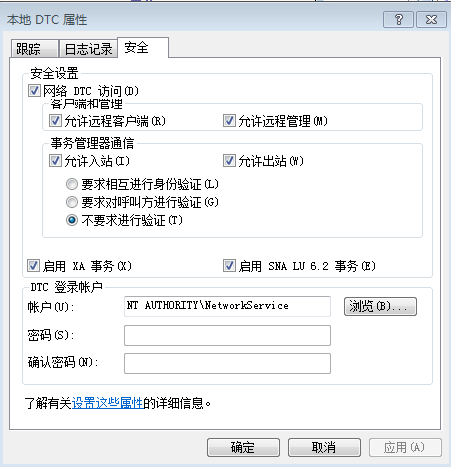 本地 DTC 属性
跟踪 日志记录 安全
安全设置
网络 DTC 访问(D)
客户端和管理
允许远程客户端(R) 允许远程管理(M)
事务管理器通信
允许入站(I) 允许出站(W)
要求相互进行身份验证(L)
要求对呼叫方进行验证(G)
不要求进行验证(T)
启用 XA 事务(X) 启用 SNA LU 6.2 事务(E)
DTC 登录帐户
帐户(U): NT AUTHORITY\NetworkService 浏览(B)...
密码(S):
确认密码(N):
了解有关设置这些属性的详细信息。
确定 取消 应用(A)